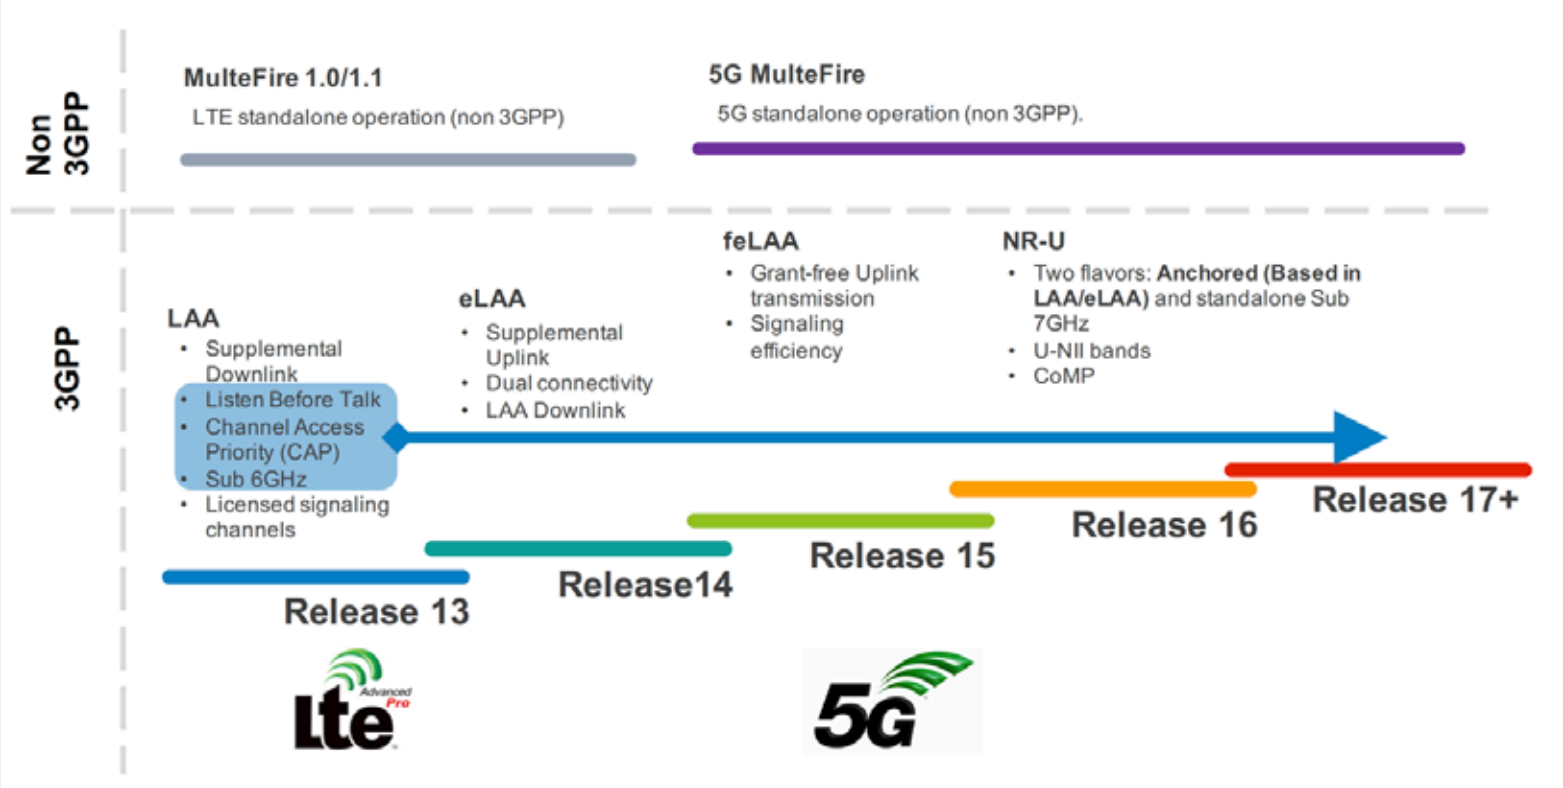 Non
3GPP
MulteFire 1.0/1.1
LTE standalone operation (non 3GPP)
5G MulteFire
5G standalone operation (non 3GPP).
3GPP
LAA
• Supplemental
Downlink
• Listen Before Talk
• Channel Access
Priority (CAP)
• Sub 6GHz
• Licensed signaling
channels
eLAA
• Supplemental
Uplink
• Dual connectivity
• LAA Downlink
feLAA
• Grant-free Uplink
transmission
• Signaling
efficiency
NR-U
• Two flavors: Anchored (Based in
LAA/eLAA) and standalone Sub
7GHz
• U-NII bands
• CoMP
Release 13
Release14
Release 15
Release 16
Release 17+
Lte
Advanced
Pro
5G